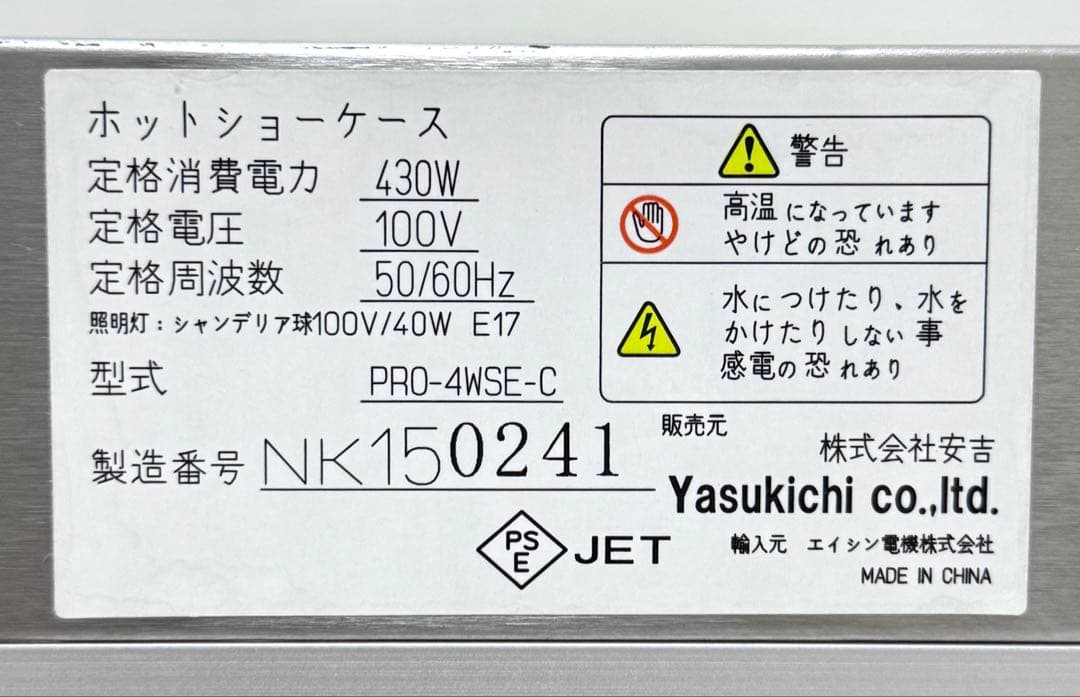 ホットショーケース
定格消費電力 430W
定格電圧 100V
定格周波数 50/60Hz
照明灯：シャンデリア球100V/40W E17
型式 PRO-4WSE-C
製造番号 NK150241
警告
高温になっています
やけどの恐れあり
水につけたり、水を
かけたりしない事
感電の恐れあり
販売元
株式会社安吉
Yasukichi co.,ltd.
PS
E
JET
輸入元 エイシン電機株式会社
MADE IN CHINA